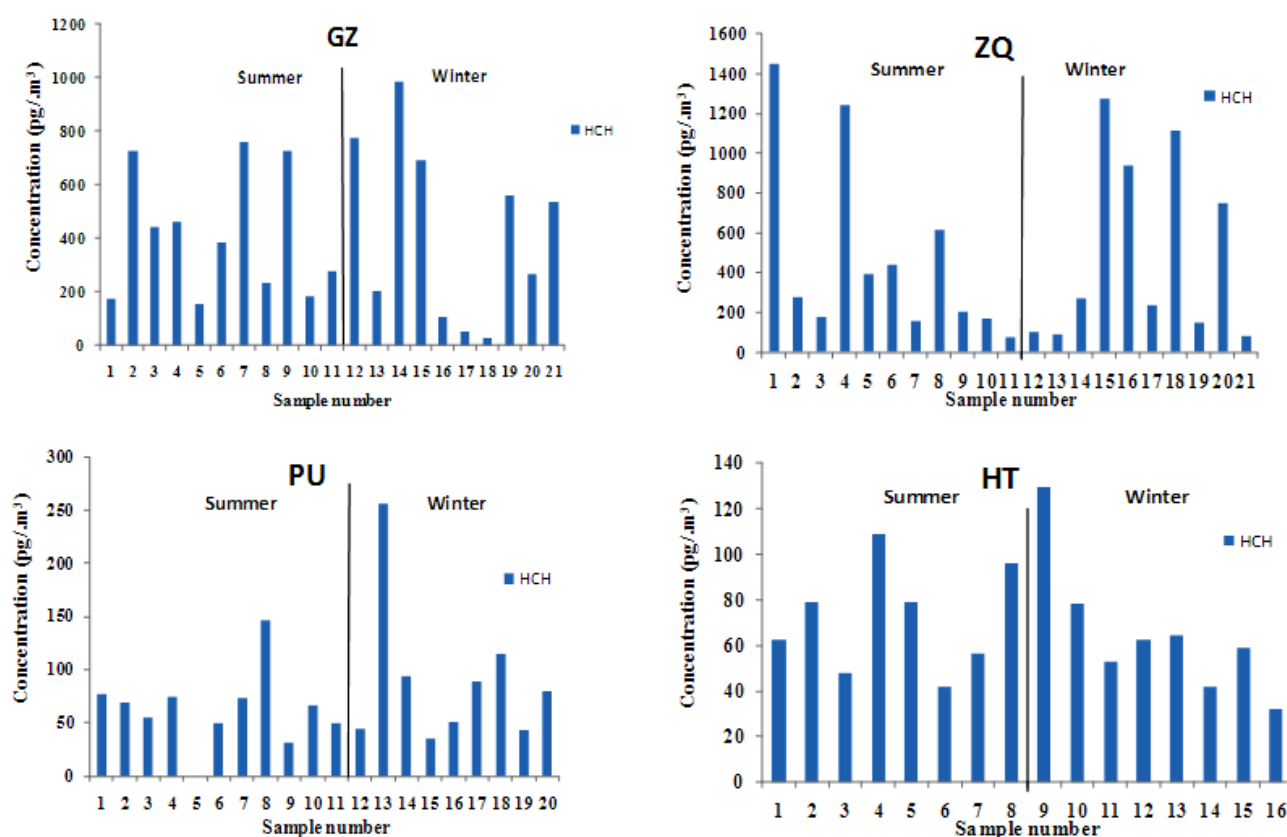 GZ
1200
1000
800
600
400
200
0
Concentration (pg/.m³)
Summer
Winter
HCH
1 2 3 4 5 6 7 8 9 10 11 12 13 14 15 16 17 18 19 20 21
Sample number
ZQ
1600
1400
1200
1000
800
600
400
200
0
Concentration (pg/.m³)
Summer
Winter
HCH
1 2 3 4 5 6 7 8 9 10 11 12 13 14 15 16 17 18 19 20 21
Sample number
PU
300
250
200
150
100
50
0
Concentration (pg/.m³)
Summer
Winter
HCH
1 2 3 4 5 6 7 8 9 10 11 12 13 14 15 16 17 18 19 20
Sample number
HT
140
120
100
80
60
40
20
0
Concentration (pg/.m³)
Summer
Winter
HCH
1 2 3 4 5 6 7 8 9 10 11 12 13 14 15 16
Sample number